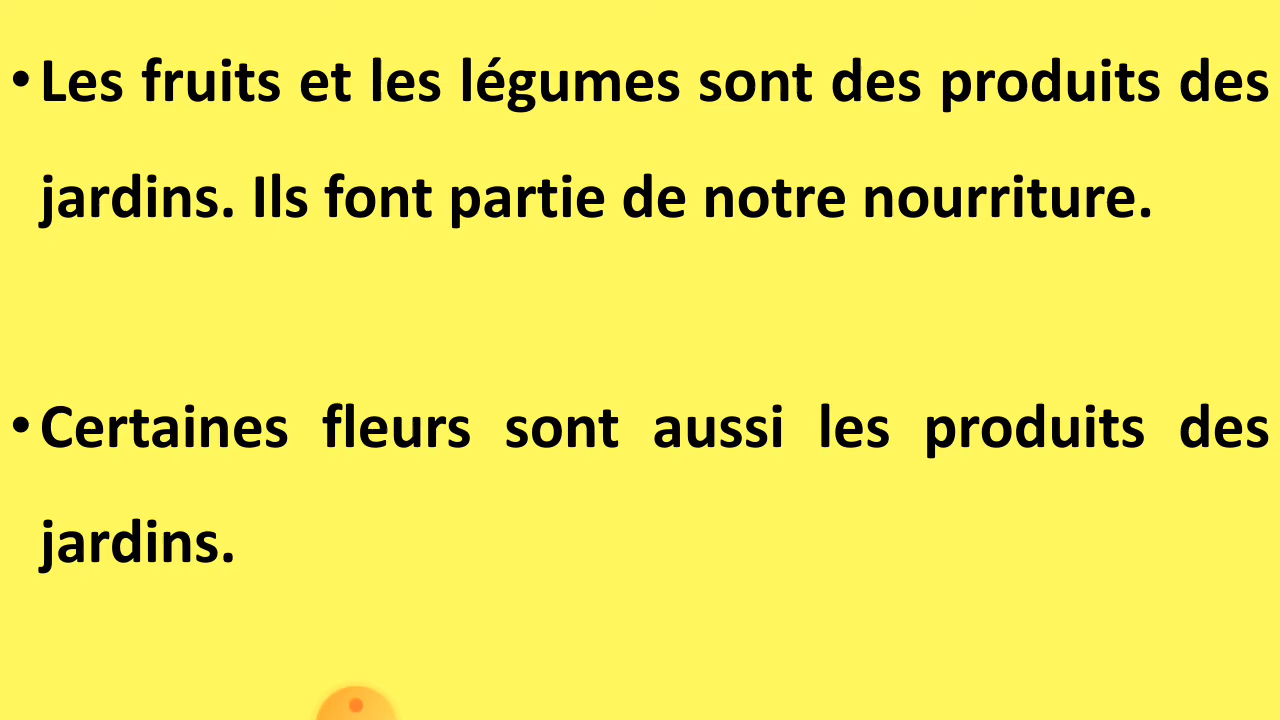 •Les fruits et les légumes sont des produits des
jardins. Ils font partie de notre nourriture.
•Certaines fleurs sont aussi les produits des
jardins.